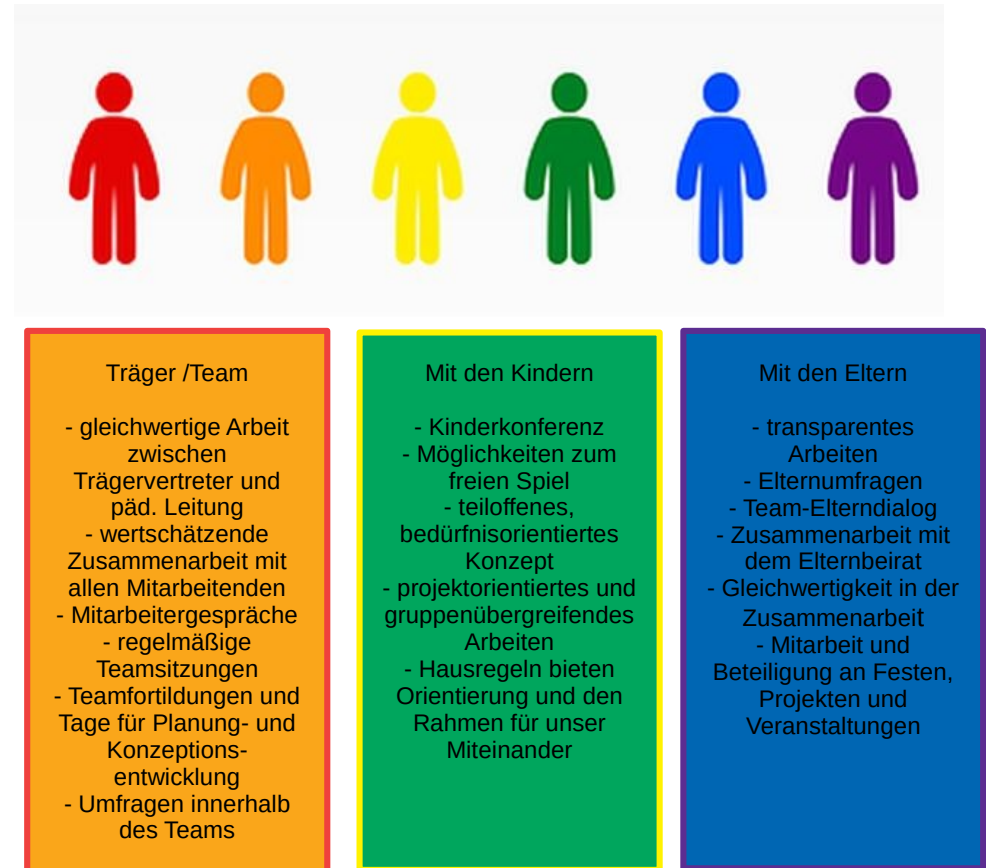 Träger /Team
- gleichwertige Arbeit
zwischen
Trägervertreter und
päd. Leitung
- wertschätzende
Zusammenarbeit mit
allen Mitarbeitenden
- Mitarbeitergespräche
- regelmäßige
Teamsitzungen
- Teamfortildungen und
Tage für Planung- und
Konzeptions-
entwicklung
- Umfragen innerhalb
des Teams
Mit den Kindern
- Kinderkonferenz
- Möglichkeiten zum
freien Spiel
- teiloffenes,
bedürfnisorientiertes
Konzept
- projektorientiertes und
gruppenübergreifendes
Arbeiten
- Hausregeln bieten
Orientierung und den
Rahmen für unser
Miteinander
Mit den Eltern
- transparentes
Arbeiten
- Elternumfragen
- Team-Elterndialog
- Zusammenarbeit mit
dem Elternbeirat
- Gleichwertigkeit in der
Zusammenarbeit
- Mitarbeit und
Beteiligung an Festen,
Projekten und
Veranstaltungen